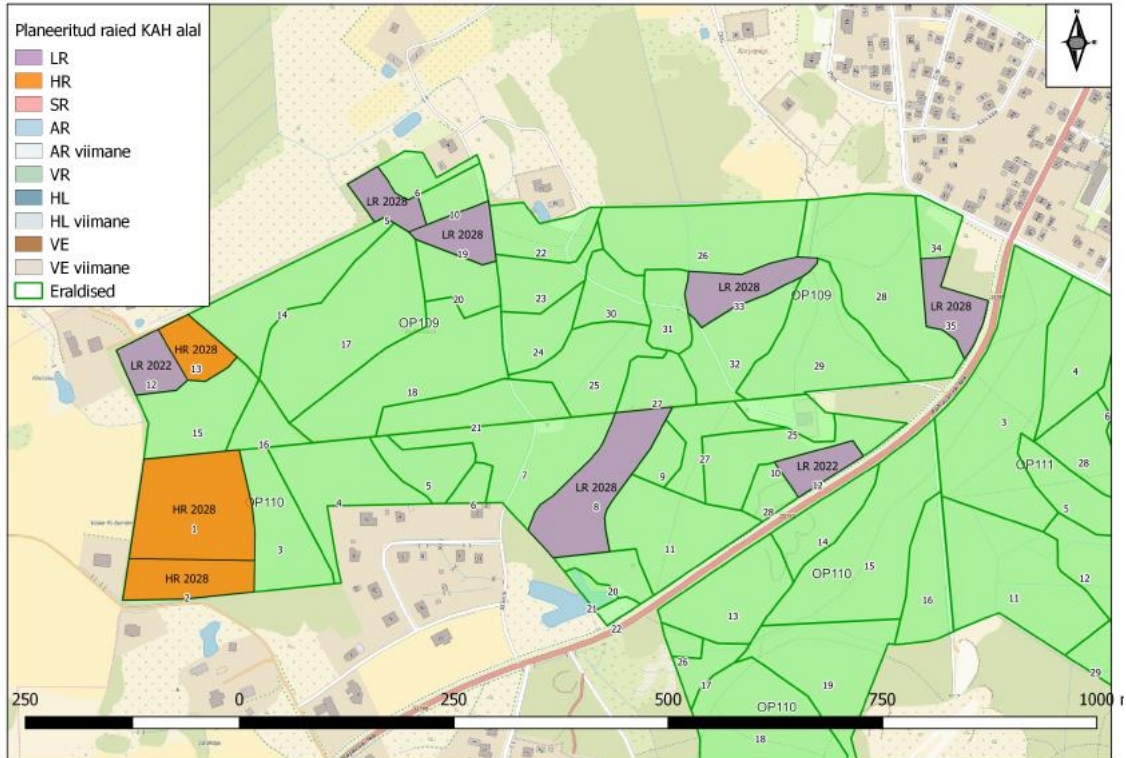 Planeeritud raied KAH alal
LR
HR
SR
AR
AR viimane
VR
HL
HL viimane
VE
VE viimane
Eraldised
N
LR 2028
5
6
10
LR 2028
19
22
26
34
14
OP109
17
20
23
30
31
LR 2028
33
OP109
28
LR 2028
35
LR 2022
12
HR 2028
13
24
32
29
4
18
25
27
15
16
21
25
3
6
7
27
10
LR 2022
12
OP111
28
HR 2028
1
OP110
4
5
6
LR 2028
8
9
28
5
3
11
14
OP110
15
12
HR 2028
2
20
21
22
13
16
11
26
17
19
29
OP110
18
250
0
250
500
750
1000 m